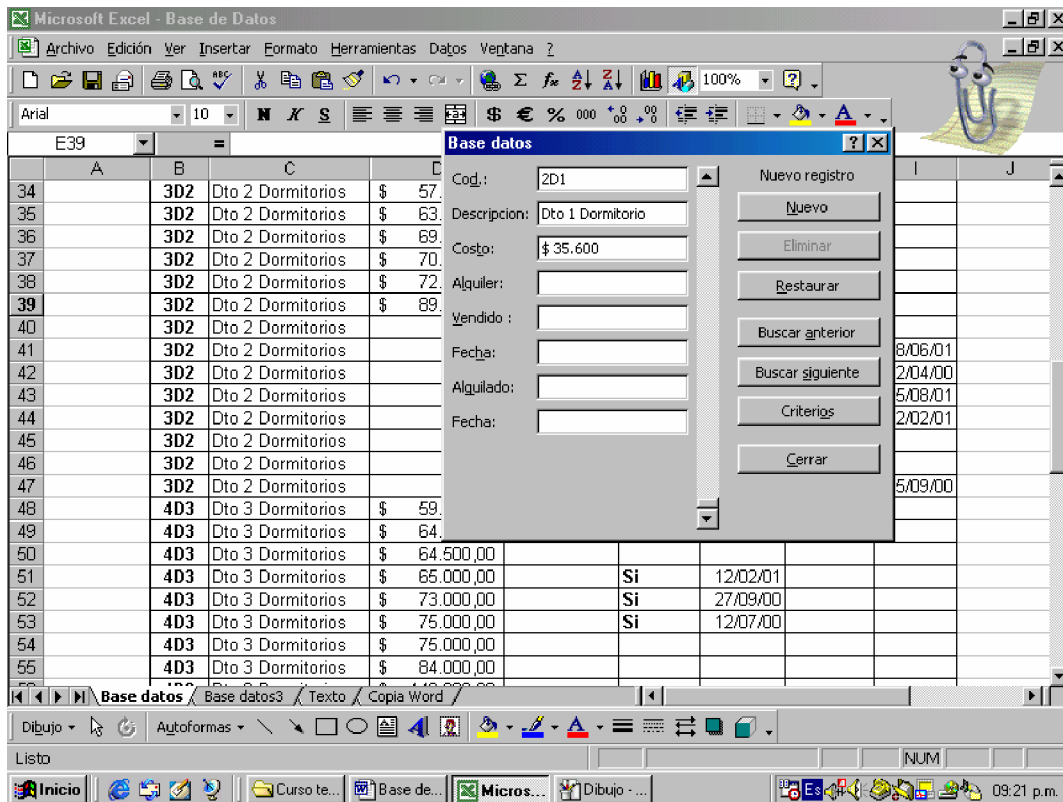 Microsoft Excel - Base de Datos
Archivo Edición Ver Insertar Formato Herramientas Datos Ventana ?
100%
Arial 10 N K S $ € % 000
E39 =
A B C D I J
34 3D2 Dto 2 Dormitorios $ 57.
35 3D2 Dto 2 Dormitorios $ 63.
36 3D2 Dto 2 Dormitorios $ 69.
37 3D2 Dto 2 Dormitorios $ 70.
38 3D2 Dto 2 Dormitorios $ 72.
39 3D2 Dto 2 Dormitorios $ 89.
40 3D2 Dto 2 Dormitorios
41 3D2 Dto 2 Dormitorios 8/06/01
42 3D2 Dto 2 Dormitorios 2/04/00
43 3D2 Dto 2 Dormitorios 5/08/01
44 3D2 Dto 2 Dormitorios 2/02/01
45 3D2 Dto 2 Dormitorios
46 3D2 Dto 2 Dormitorios
47 3D2 Dto 2 Dormitorios 5/09/00
48 4D3 Dto 3 Dormitorios $ 59.
49 4D3 Dto 3 Dormitorios $ 64.
50 4D3 Dto 3 Dormitorios $ 64.500,00
51 4D3 Dto 3 Dormitorios $ 65.000,00 Si 12/02/01
52 4D3 Dto 3 Dormitorios $ 73.000,00 Si 27/09/00
53 4D3 Dto 3 Dormitorios $ 75.000,00 Si 12/07/00
54 4D3 Dto 3 Dormitorios $ 75.000,00
55 4D3 Dto 3 Dormitorios $ 84.000,00
Base datos
Cod.: 2D1
Descripcion: Dto 1 Dormitorio
Costo: $ 35.600
Alquiler:
Vendido :
Fecha:
Alquilado:
Fecha:
Nuevo registro
Nuevo
Eliminar
Restaurar
Buscar anterior
Buscar siguiente
Criterios
Cerrar
Base datos Base datos3 Texto Copia Word
Dibujo Autoformas
Listo NUM
Inicio Curso te... Base de... Micros... Dibujo - ... Es 09:21 p.m.